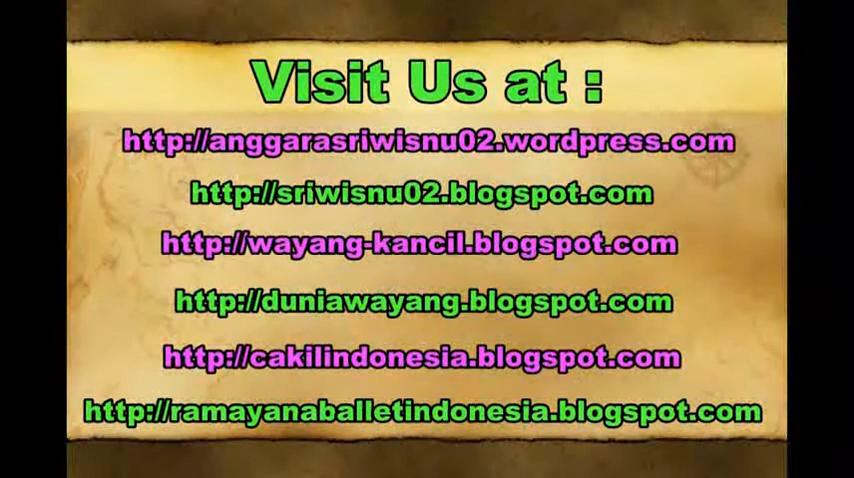 Visit Us at :
http://anggarasriwisnu02.wordpress.com
http://sriwisnu02.blogspot.com
http://wayang-kancil.blogspot.com
http://duniawayang.blogspot.com
http://cakilindonesia.blogspot.com
http://ramayanaballetindonesia.blogspot.com